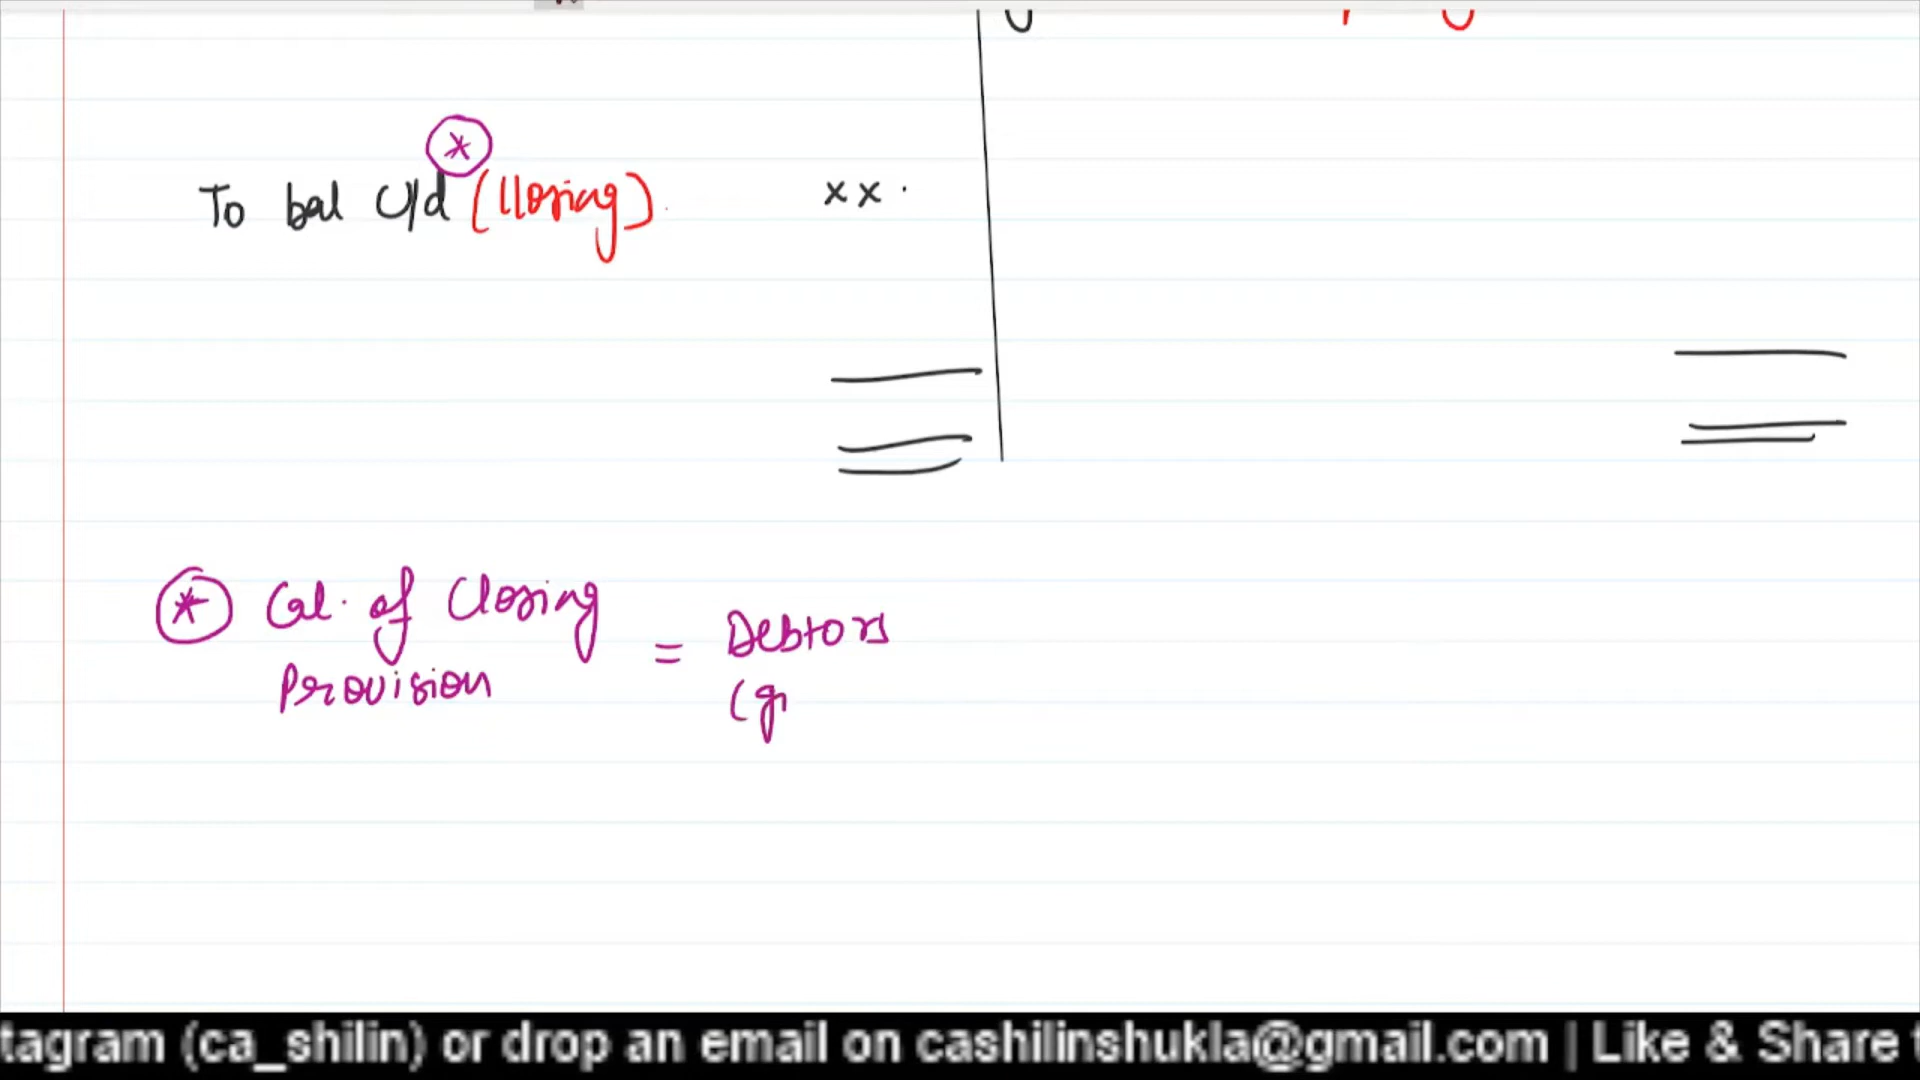 *
To bal c/d (Closing)
xx.
* Cal. of Closing
Provision
= Debtors
(gr
tagram (ca_shilin) or drop an email on cashilinshukla@gmail.com | Like & Share t